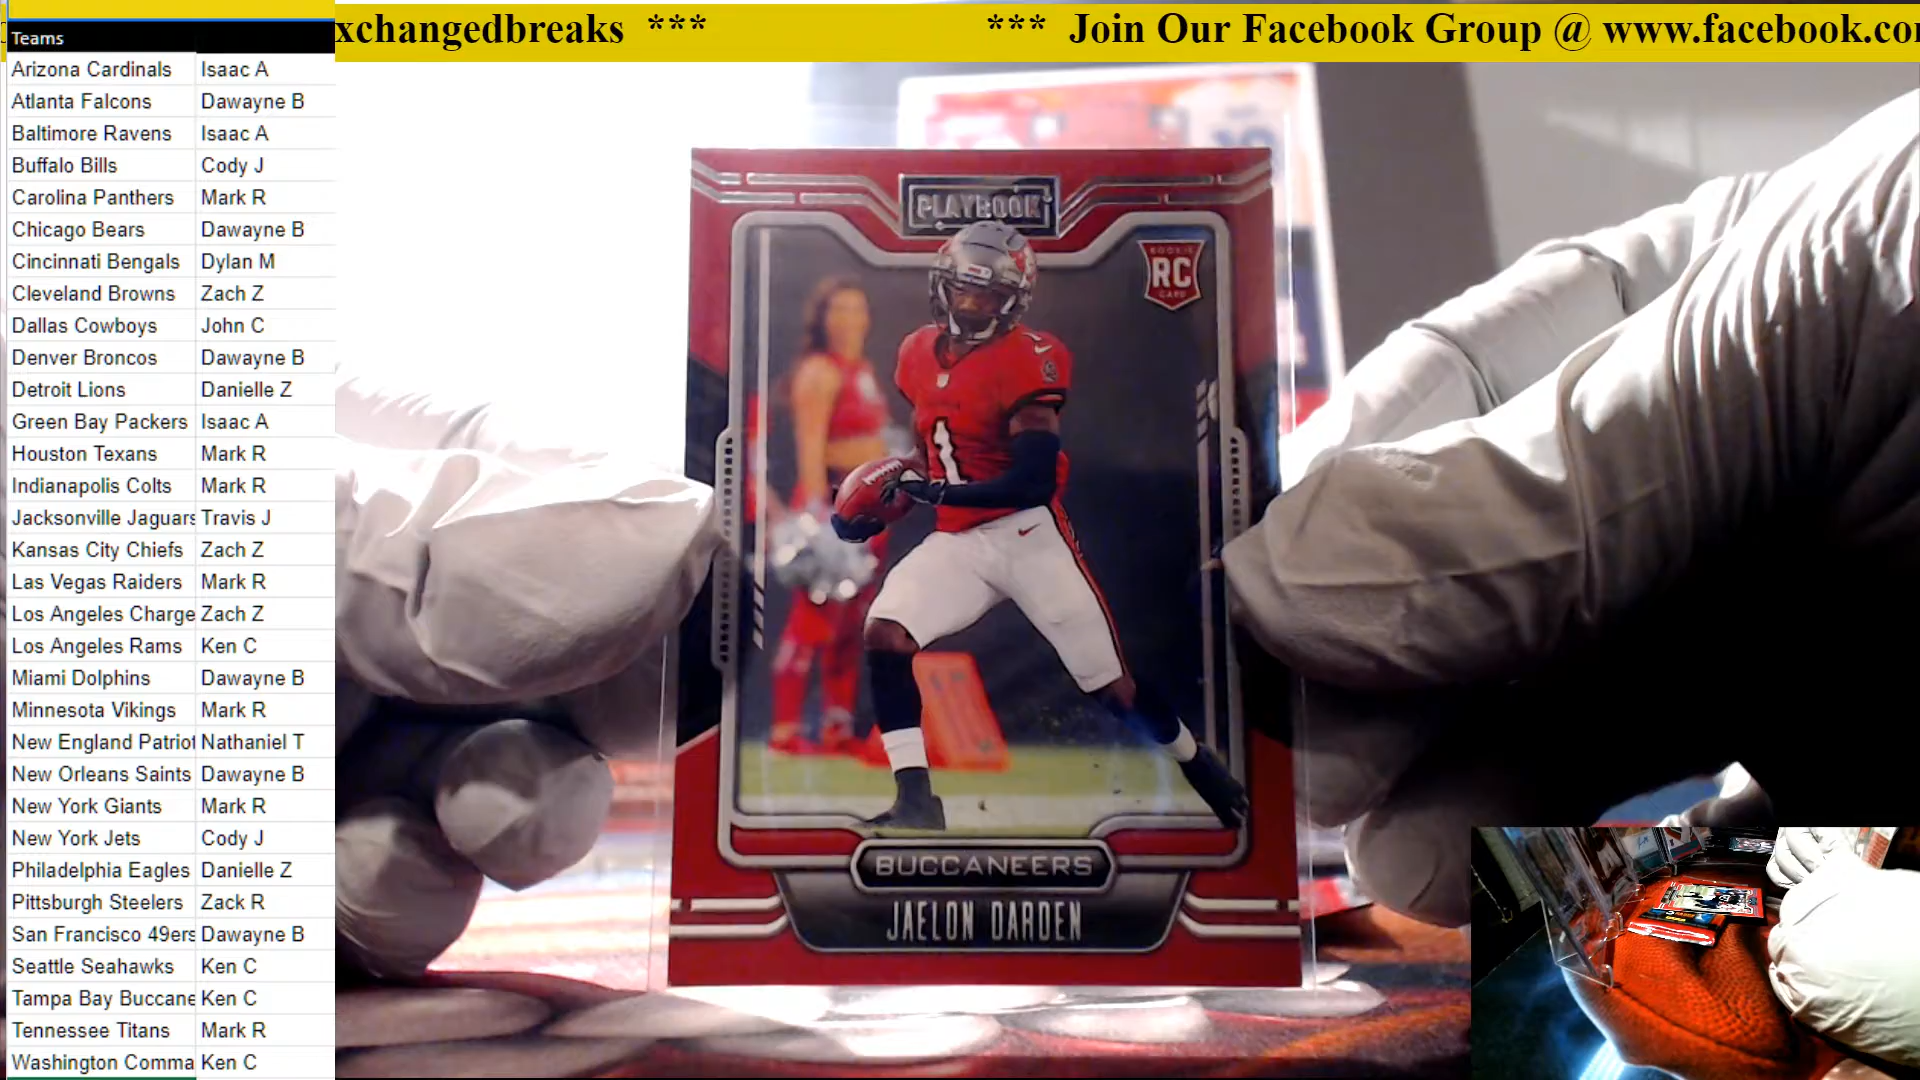 xchangedbreaks *** *** Join Our Facebook Group @ www.facebook.co
Teams
Arizona Cardinals Isaac A
Atlanta Falcons Dawayne B
Baltimore Ravens Isaac A
Buffalo Bills Cody J
Carolina Panthers Mark R
Chicago Bears Dawayne B
Cincinnati Bengals Dylan M
Cleveland Browns Zach Z
Dallas Cowboys John C
Denver Broncos Dawayne B
Detroit Lions Danielle Z
Green Bay Packers Isaac A
Houston Texans Mark R
Indianapolis Colts Mark R
Jacksonville Jaguars Travis J
Kansas City Chiefs Zach Z
Las Vegas Raiders Mark R
Los Angeles Charge Zach Z
Los Angeles Rams Ken C
Miami Dolphins Dawayne B
Minnesota Vikings Mark R
New England Patriot Nathaniel T
New Orleans Saints Dawayne B
New York Giants Mark R
New York Jets Cody J
Philadelphia Eagles Danielle Z
Pittsburgh Steelers Zack R
San Francisco 49ers Dawayne B
Seattle Seahawks Ken C
Tampa Bay Buccane Ken C
Tennessee Titans Mark R
Washington Comma Ken C
PLAYBOOK
ROOKIE
RC
CARD
1
1
BUCCANEERS
JAELON DARDEN